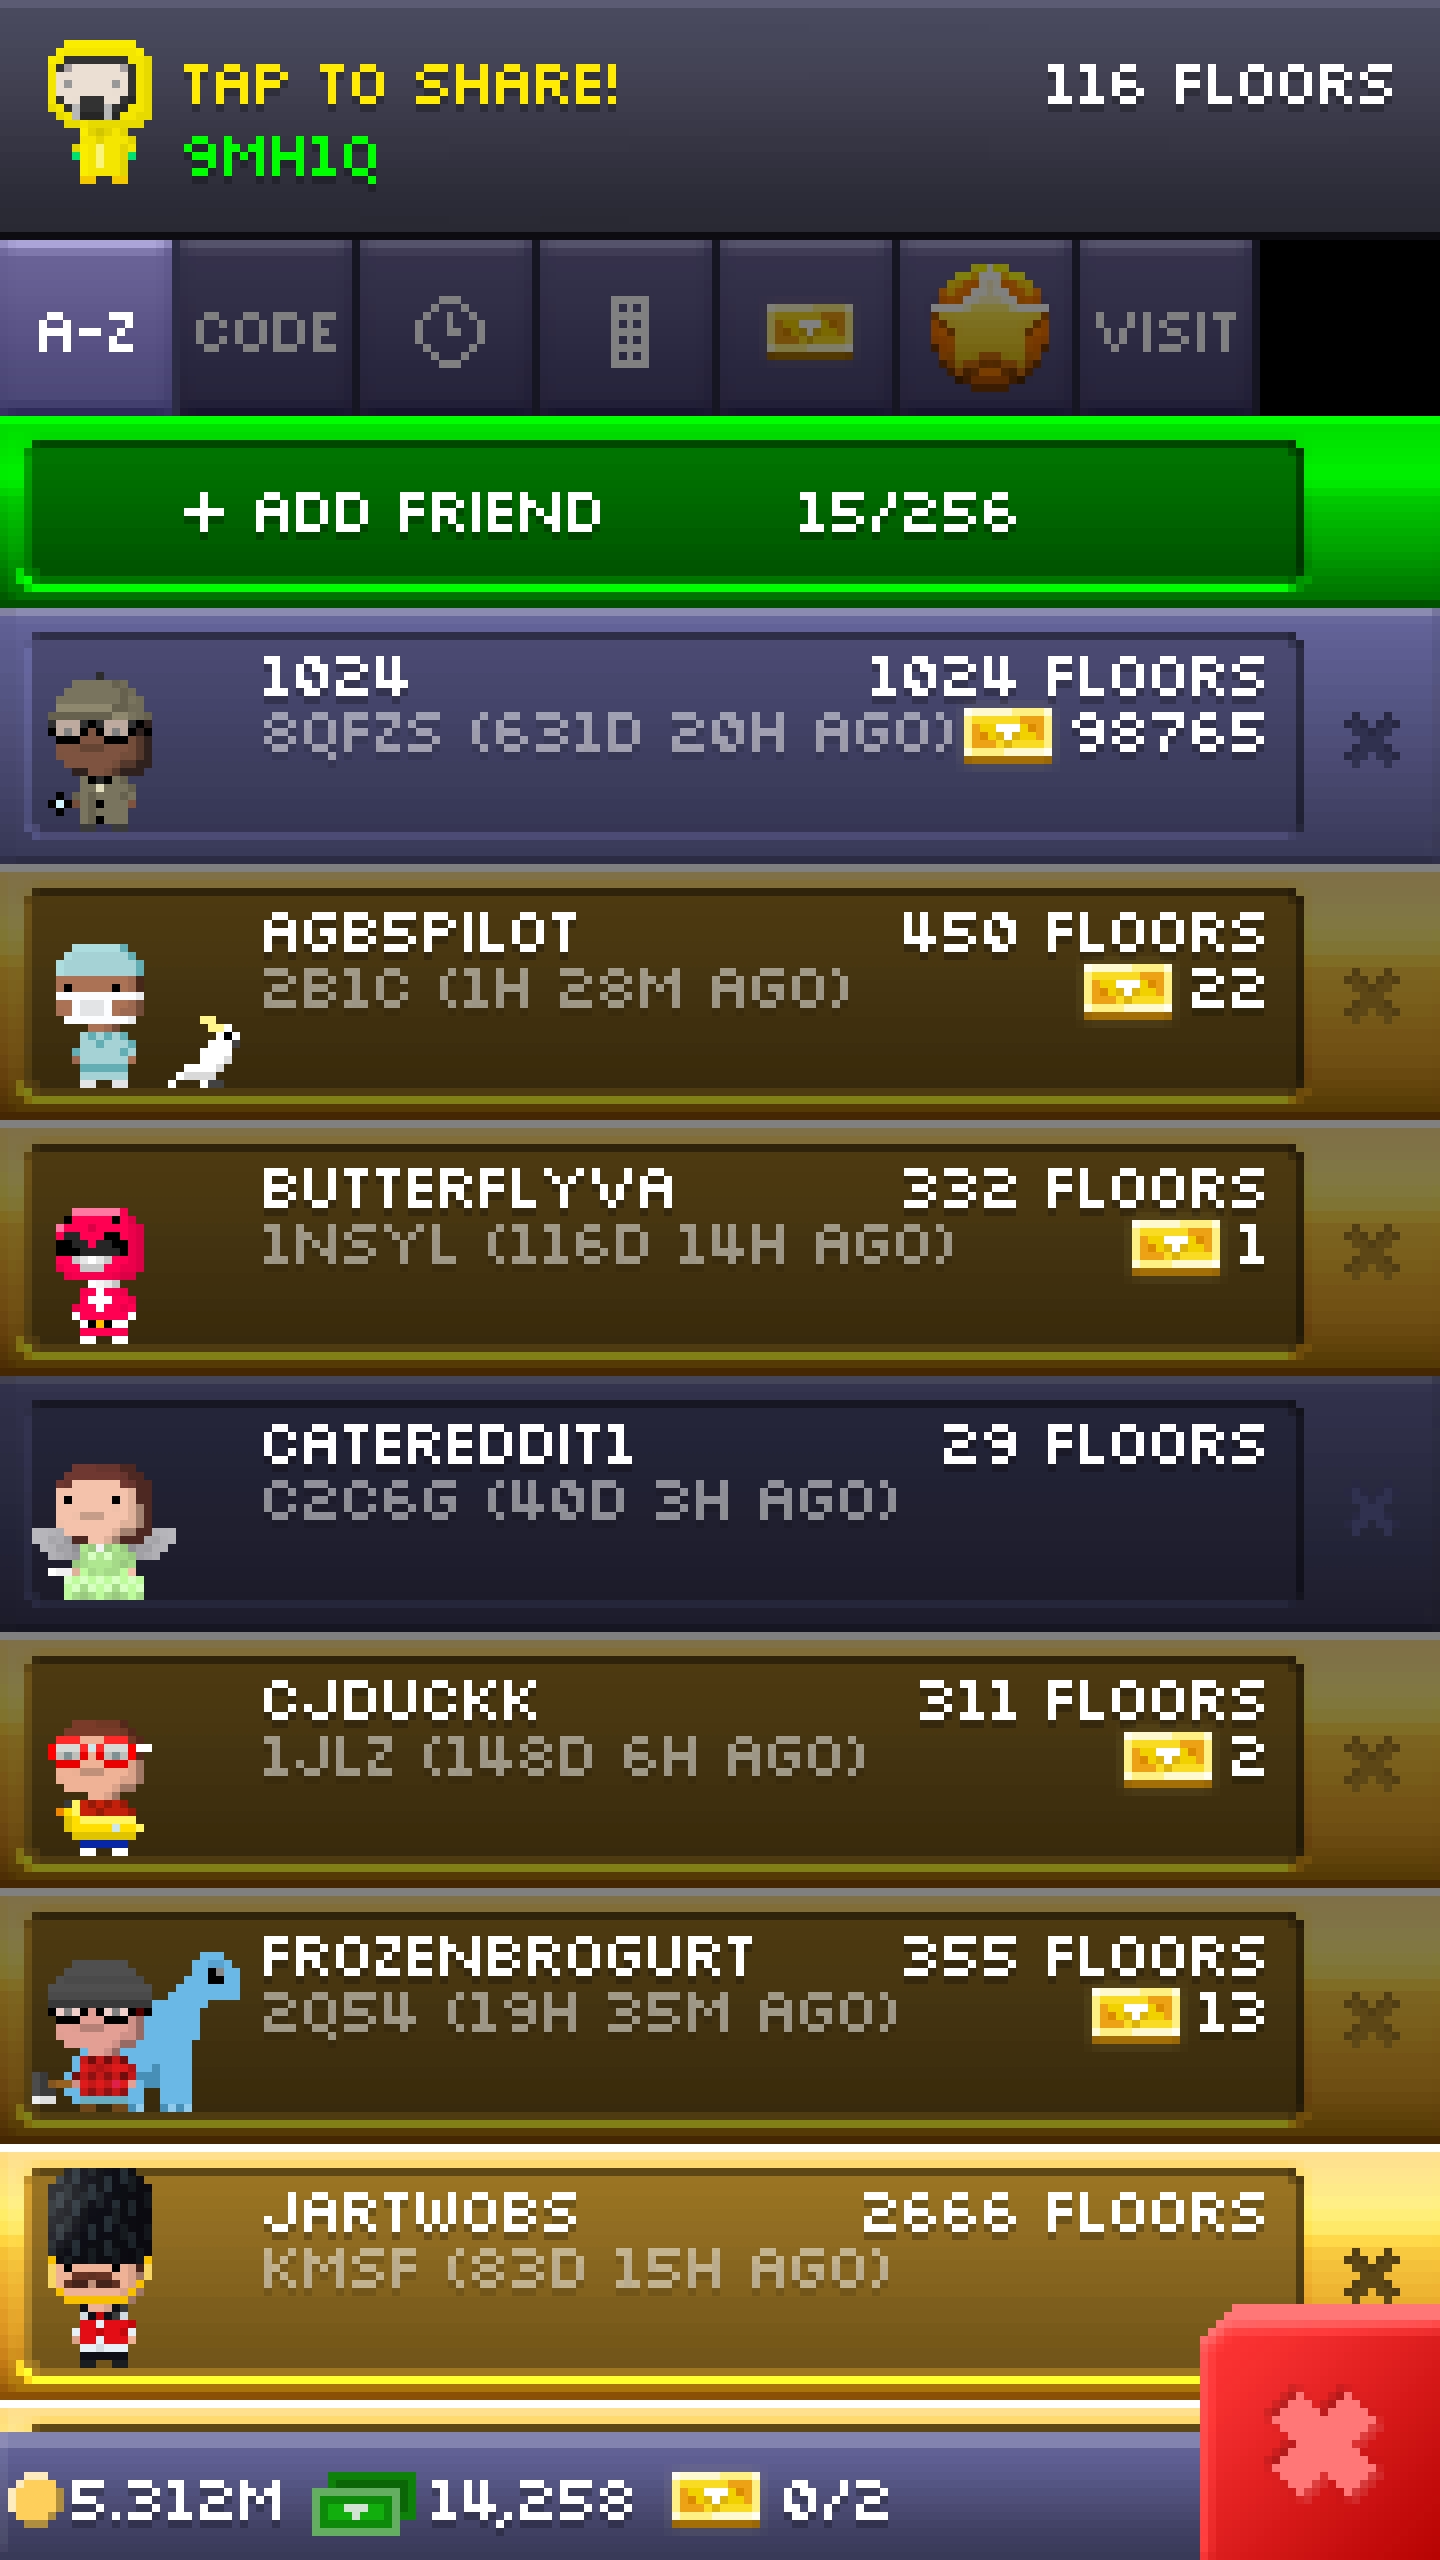 TAP TO SHARE!
116 FLOORS
9MH1Q
A-Z CODE VISIT
+ ADD FRIEND 15/256
1024 1024 FLOORS
8QFZS (631D 20H AGO) 98765
AGB5PILOT 450 FLOORS
2B1C (1H 28M AGO) 22
BUTTERFLYVA 332 FLOORS
1NSYL (116D 14H AGO) 1
CATEREDDIT1 29 FLOORS
C2C6G (40D 3H AGO)
CJDUCKK 311 FLOORS
1JLZ (148D 6H AGO) 2
FROZENBROGURT 355 FLOORS
2Q54 (19H 35M AGO) 13
JARTWOBS 2666 FLOORS
KMSF (83D 15H AGO)
5.312M 14,258 0/2